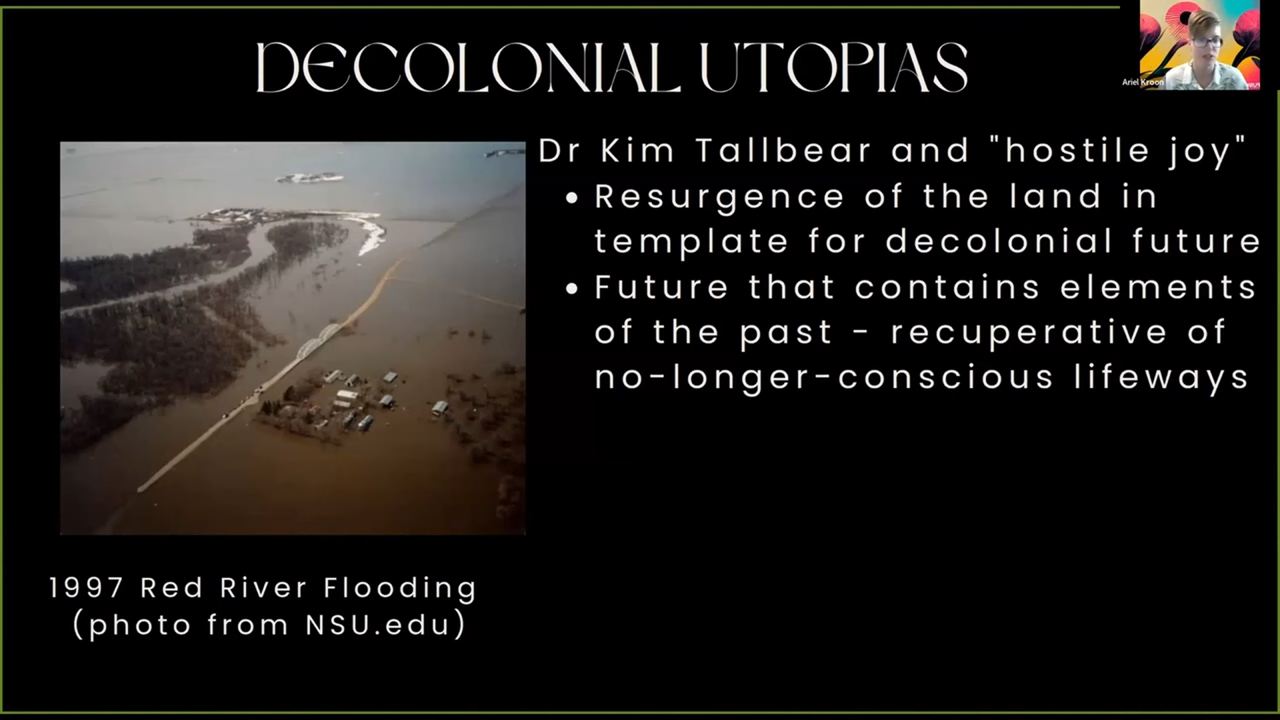 DECOLONIAL UTOPIAS
Ariel Kroon
Dr Kim Tallbear and "hostile joy"
• Resurgence of the land in
template for decolonial future
• Future that contains elements
of the past - recuperative of
no-longer-conscious lifeways
1997 Red River Flooding
(photo from NSU.edu)